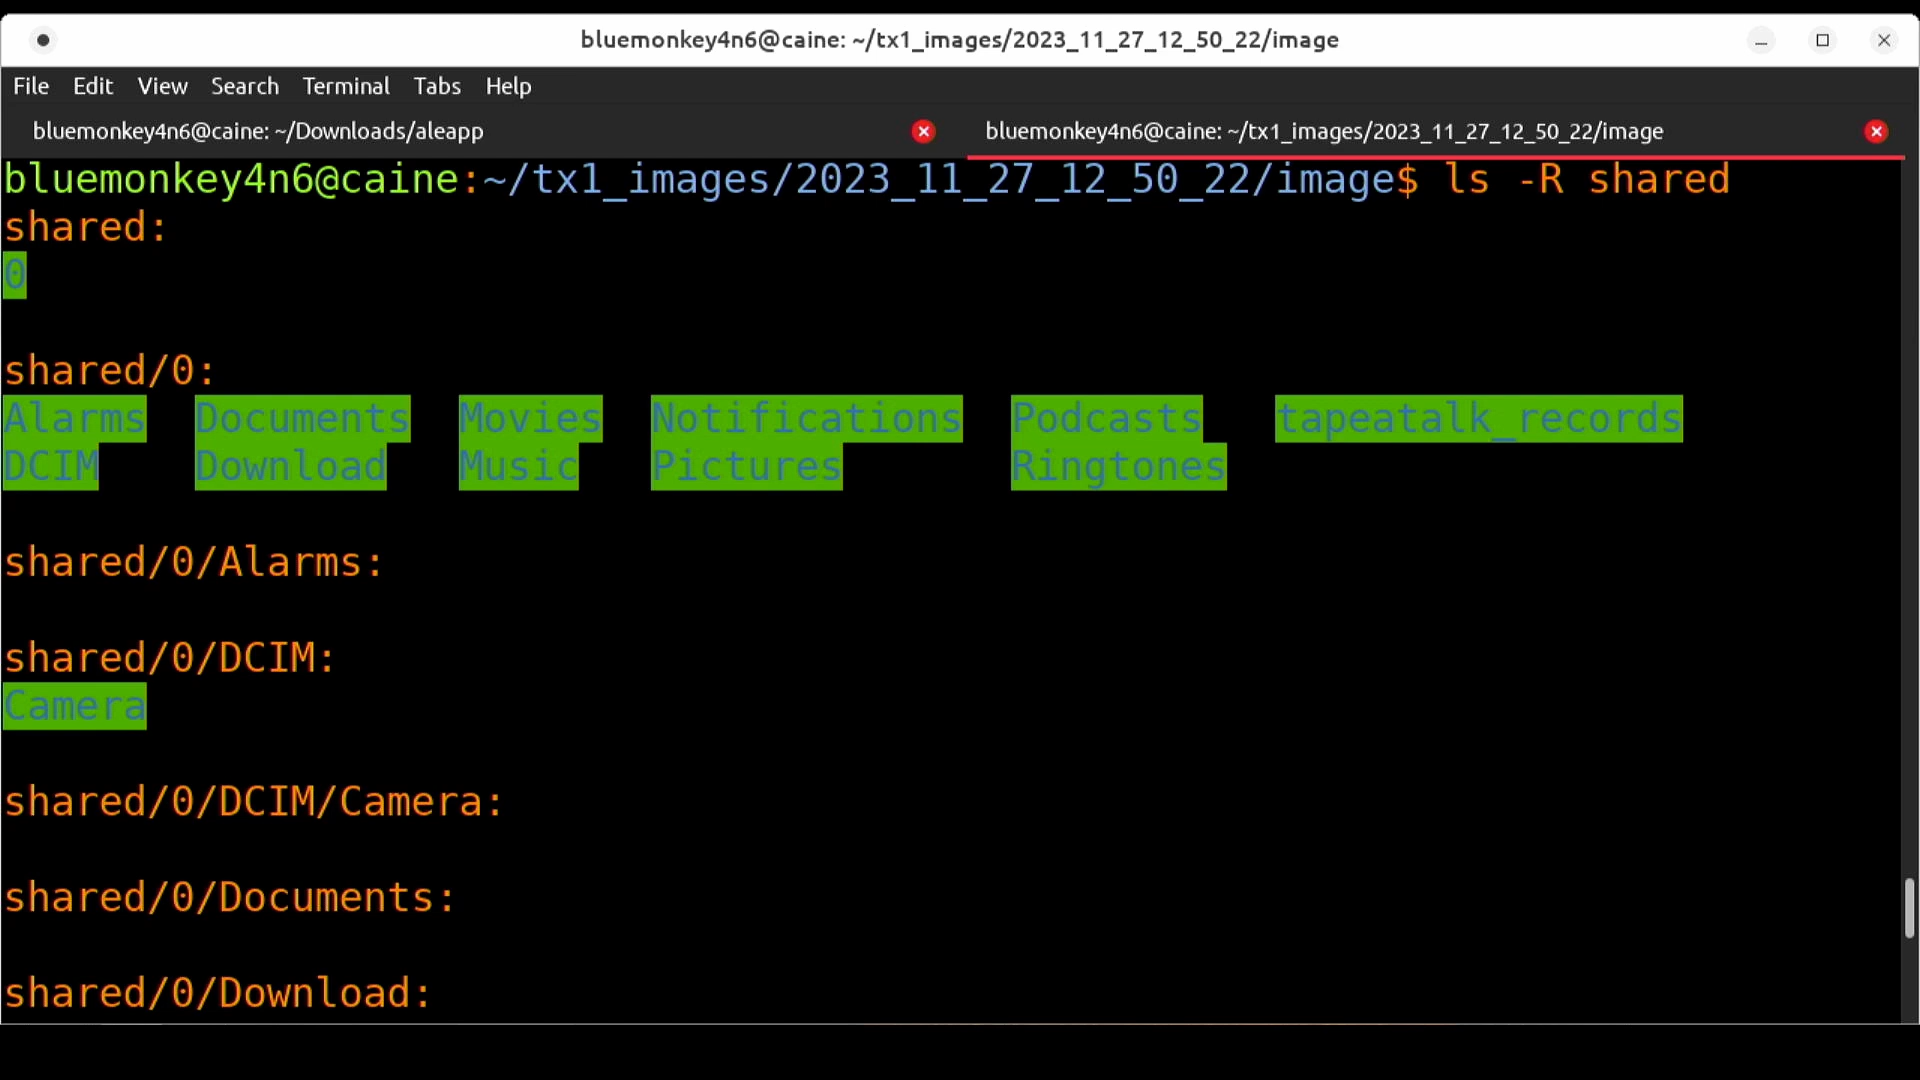 bluemonkey4n6@caine: ~/tx1_images/2023_11_27_12_50_22/image
File Edit View Search Terminal Tabs Help
bluemonkey4n6@caine: ~/Downloads/aleapp bluemonkey4n6@caine: ~/tx1_images/2023_11_27_12_50_22/image
bluemonkey4n6@caine:~/tx1_images/2023_11_27_12_50_22/image$ ls -R shared
shared:
0
shared/0:
Alarms Documents Movies Notifications Podcasts tapeatalk_records
DCIM Download Music Pictures Ringtones
shared/0/Alarms:
shared/0/DCIM:
Camera
shared/0/DCIM/Camera:
shared/0/Documents:
shared/0/Download: